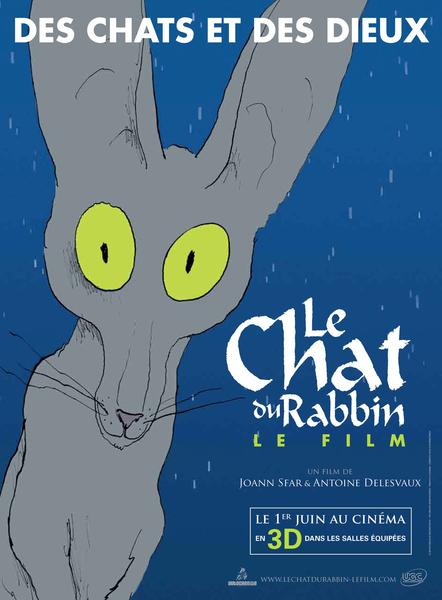 DES CHATS ET DES DIEUX
Le
Chat
du Rabbin
LE FILM
UN FILM DE
JOANN SFAR & ANTOINE DELESVAUX
LE 1ER JUIN AU CINÉMA
EN 3D DANS LES SALLES ÉQUIPÉES
WWW.LECHATDURABBIN-LEFILM.COM
UGC